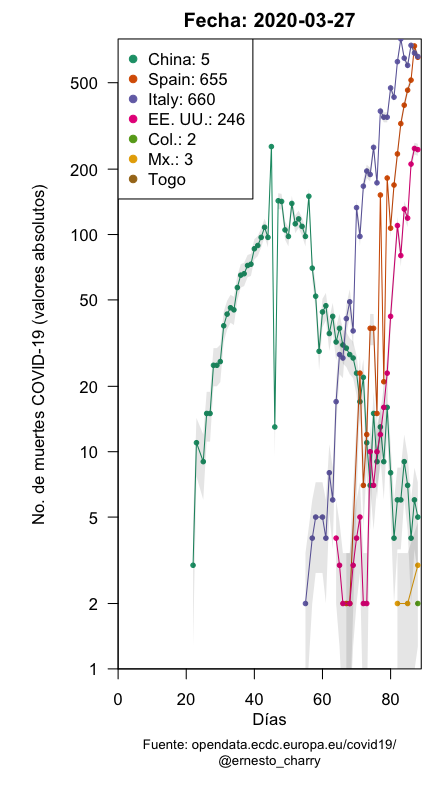 Fecha: 2020-03-27
China: 5
Spain: 655
Italy: 660
EE. UU.: 246
Col.: 2
Mx.: 3
Togo
No. de muertes COVID-19 (valores absolutos)
500
200
100
50
20
10
5
2
1
0
20
40
60
80
Días
Fuente: opendata.ecdc.europa.eu/covid19/
@ernesto_charry